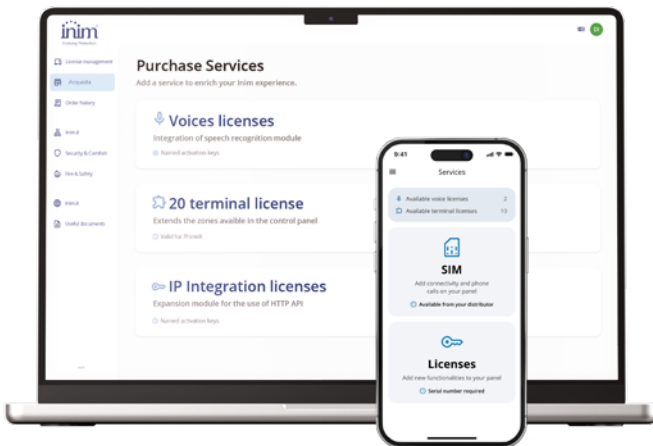 inim
License management
Acquista
Order history
Security & Comfort
Fire & Safety
Useful documents
Purchase Services
Add a service to enrich your Inim experience.
Voices licenses
Integration of speech recognition module
Named activation keys
20 terminal license
Extends the zones avaible in the control panel
IP Integration licenses
Expansion module for the use of HTTP API
Named activation keys
9:41
Services
Available voice licenses 2
Available terminal licenses 10
SIM
Add connectivity and phone
calls on your panel
Available from your distributor
Licenses
Add new functionalities to your panel
Serial number required